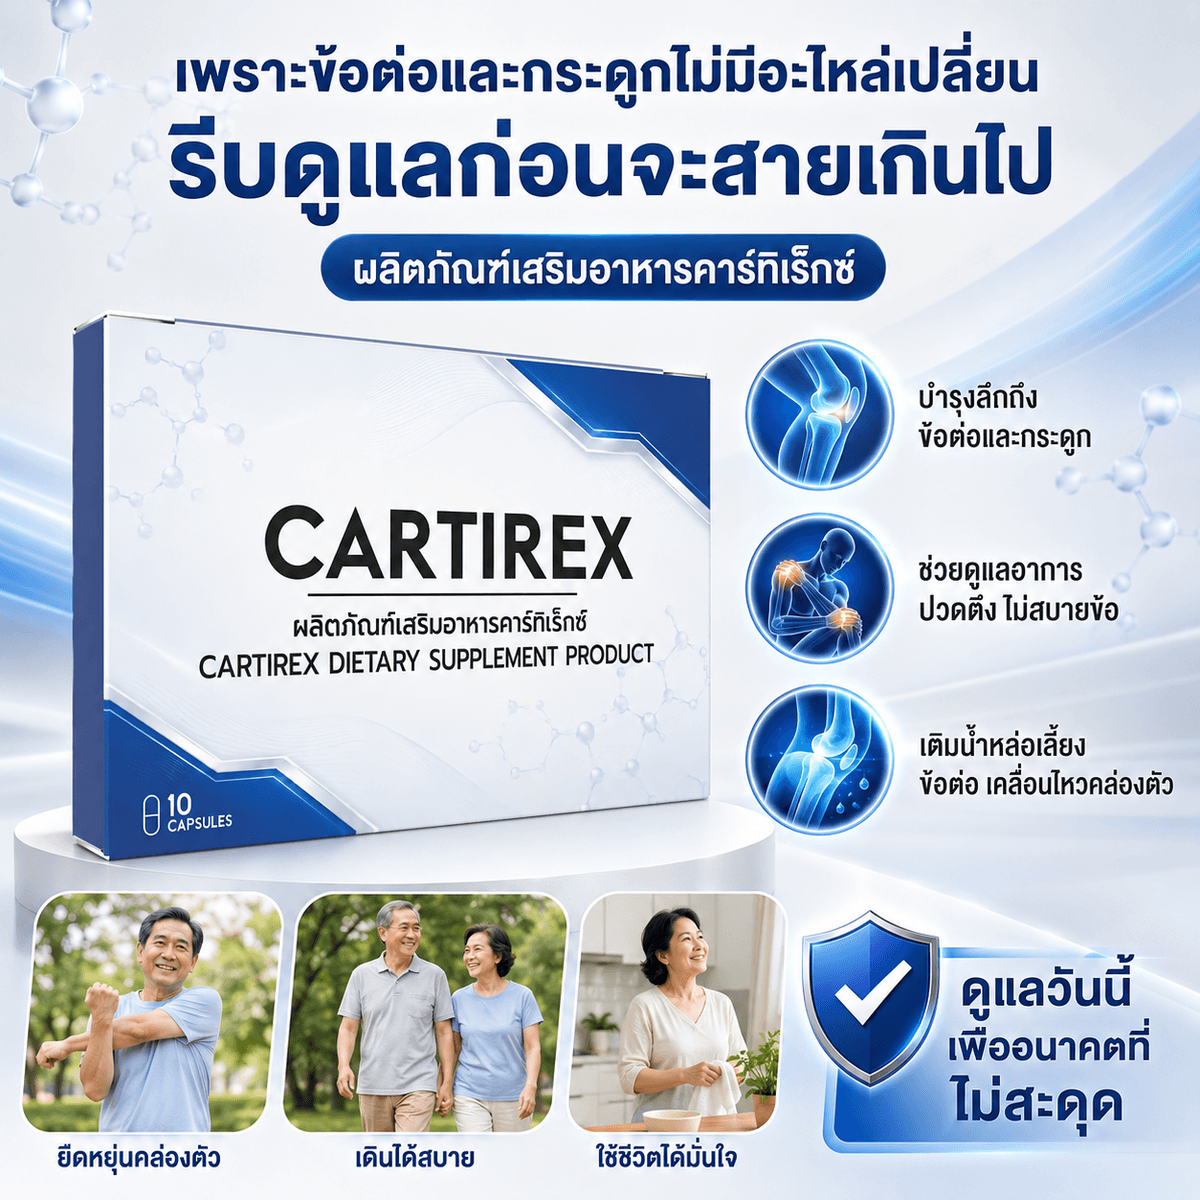 เพราะข้อต่อและกระดูกไม่มีอะไหล่เปลี่ยน
รีบดูแลก่อนจะสายเกินไป
ผลิตภัณฑ์เสริมอาหารคาร์ทิเร็กซ์
CARTIREX
ผลิตภัณฑ์เสริมอาหารคาร์ทิเร็กซ์
CARTIREX DIETARY SUPPLEMENT PRODUCT
10
CAPSULES
บำรุงลึกถึง
ข้อต่อและกระดูก
ช่วยดูแลอาการ
ปวดตึง ไม่สบายข้อ
เติมน้ำหล่อเลี้ยง
ข้อต่อ เคลื่อนไหวคล่องตัว
ยืดหยุ่นคล่องตัว
เดินได้สบาย
ใช้ชีวิตได้มั่นใจ
ดูแลวันนี้
เพื่ออนาคตที่
ไม่สะดุด